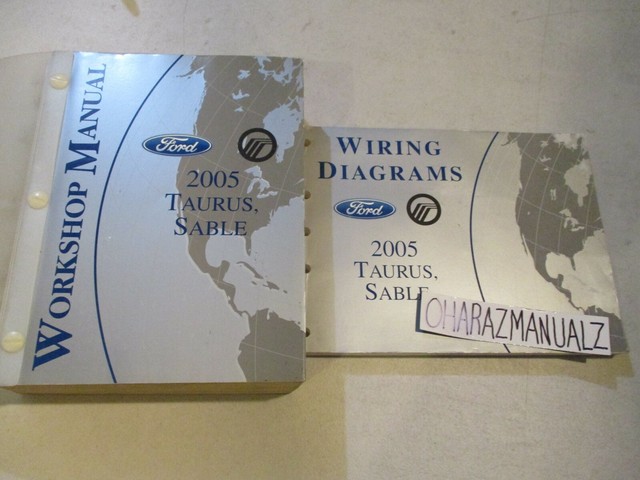 WORKSHOP MANUAL
Ford
2005
TAURUS,
SABLE
WIRING
DIAGRAMS
Ford
2005
TAURUS,
SABLE
OHARAZMANUALZ